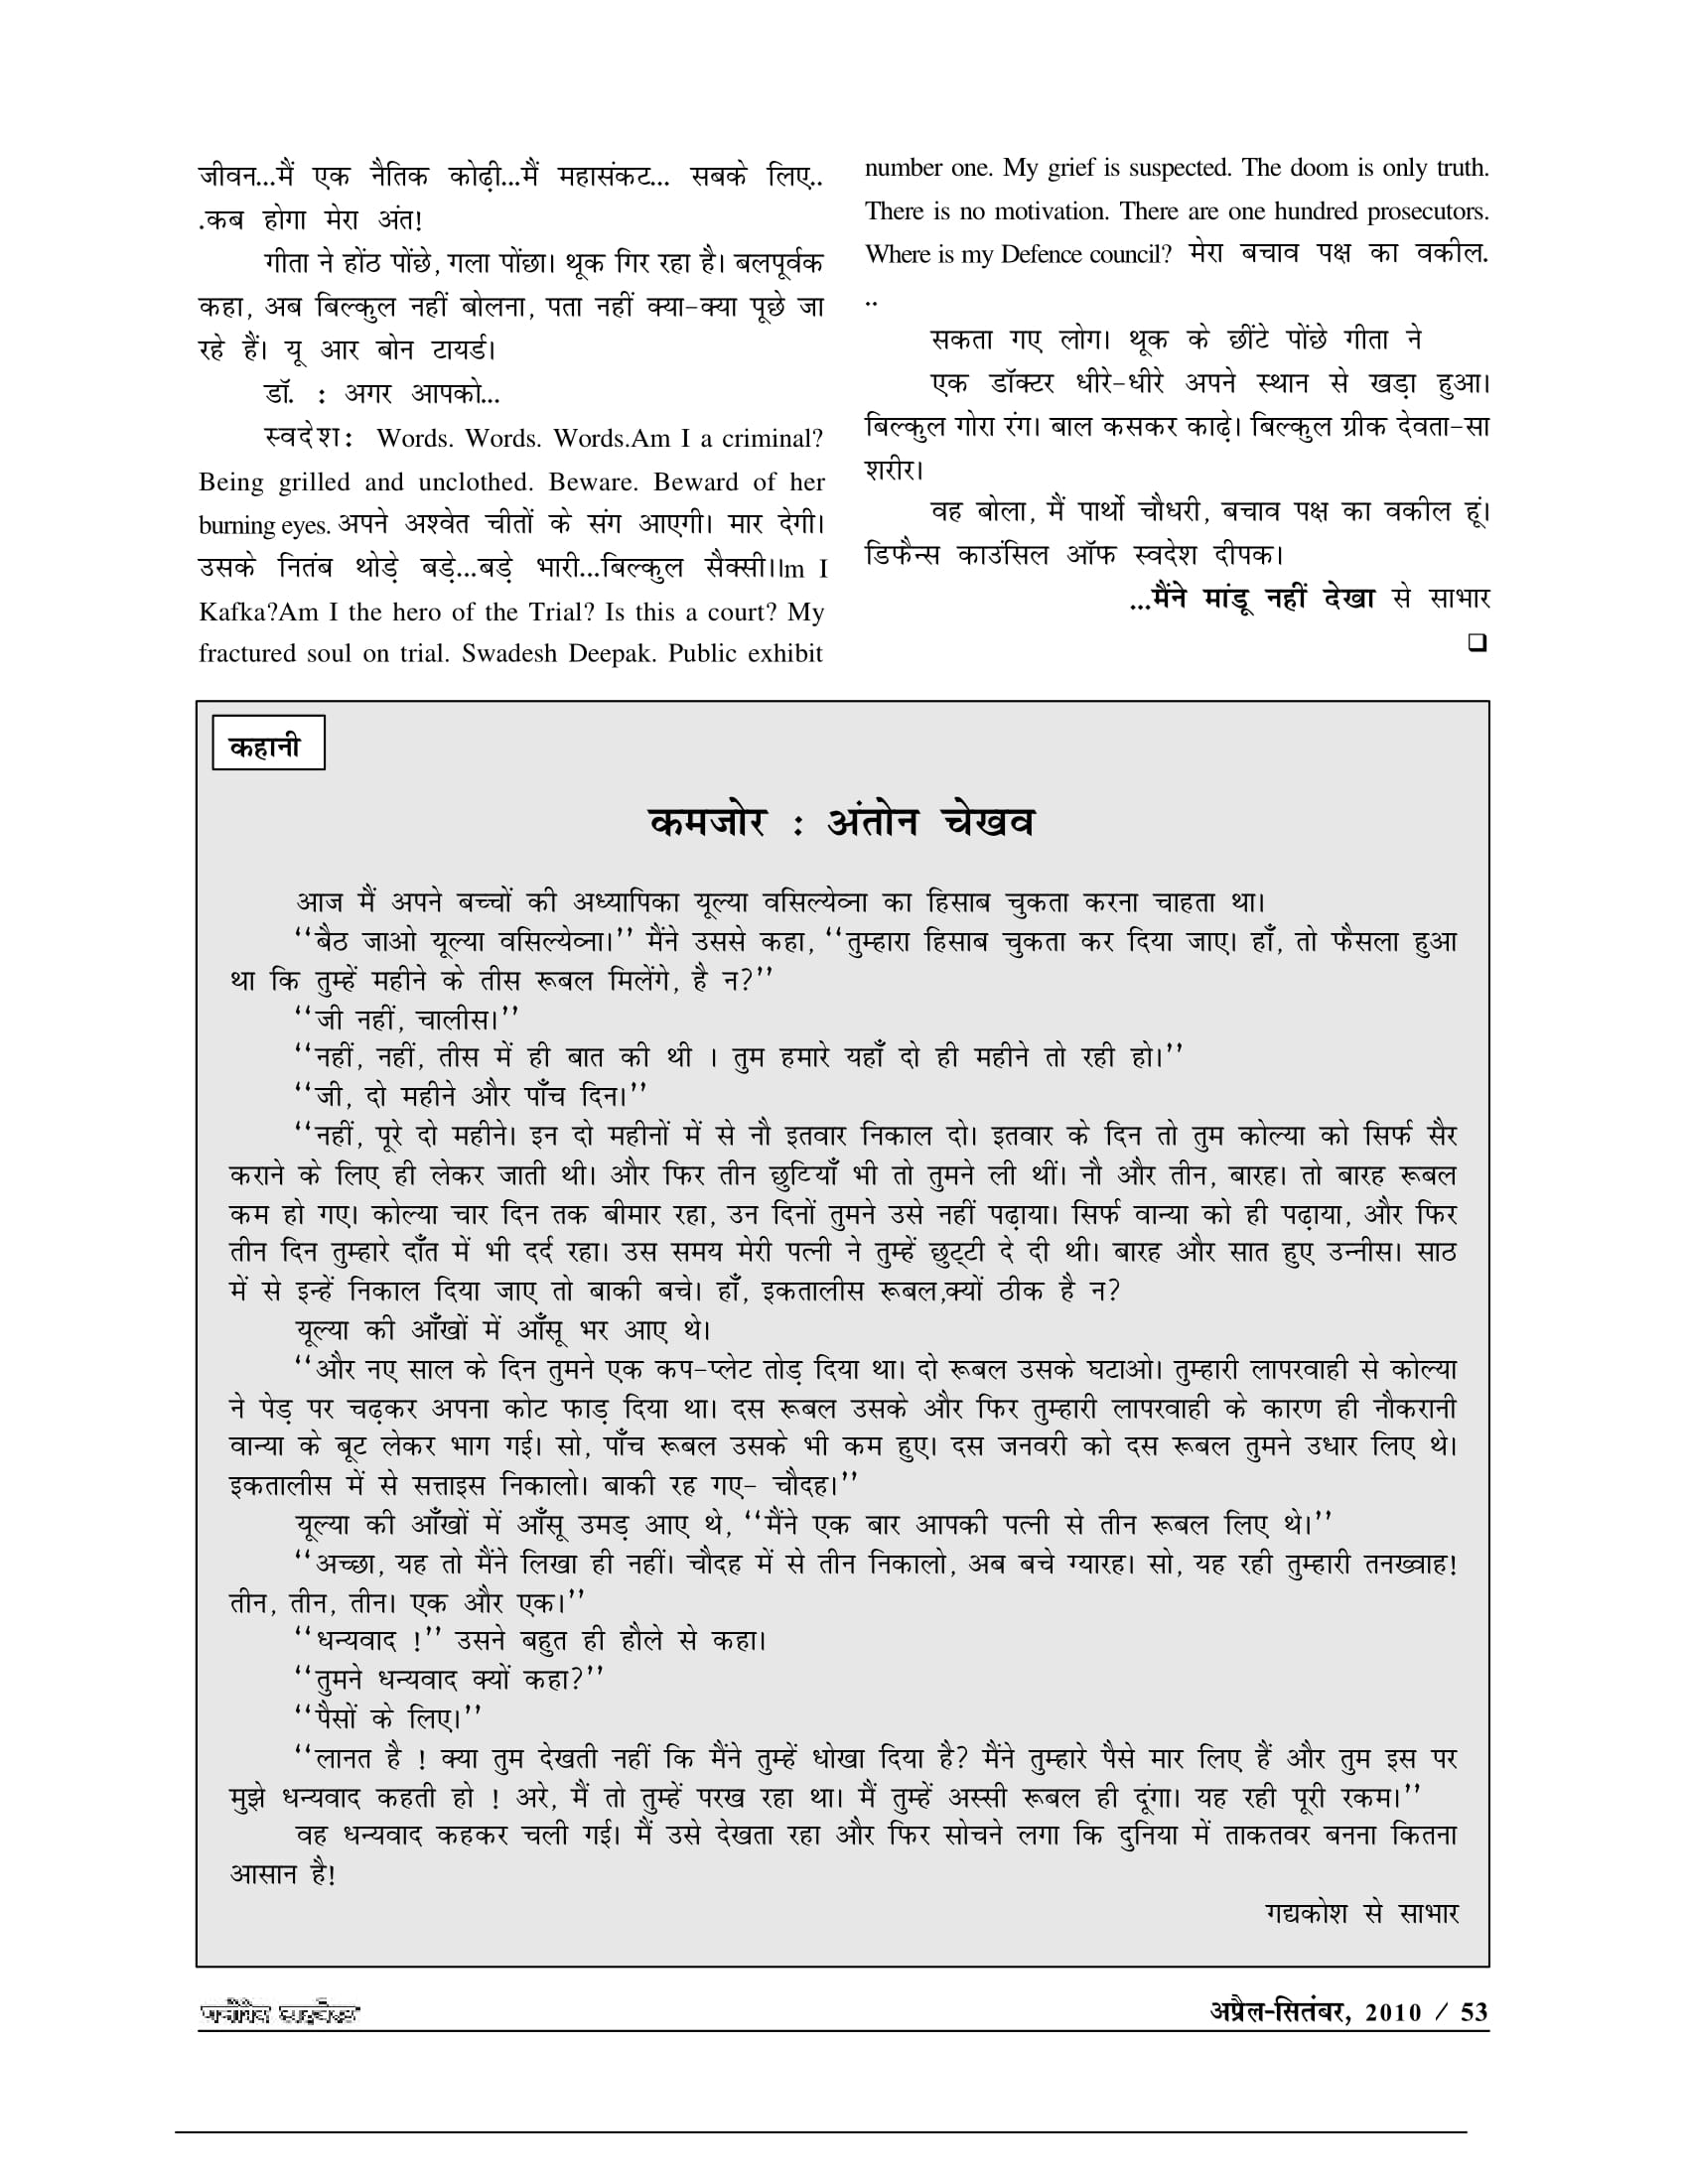 जीवन...मैं एक नैतिक कोढ़ी...मैं महासंकट... सबके लिए..
.कब होगा मेरा अंत!
गीता ने होंठ पोंछे, गला पोंछा। थूक गिर रहा है। बलपूर्वक
कहा, अब बिल्कुल नहीं बोलना, पता नहीं क्या-क्या पूछे जा
रहे हैं। यू आर बोन टायर्ड।
डॉ. : अगर आपको...
स्वदेश: Words. Words. Words.Am I a criminal?
Being grilled and unclothed. Beware. Beward of her
burning eyes. अपने अश्वेत चीतों के संग आएगी। मार देगी।
उसके नितंब थोड़े बड़े...बड़े भारी...बिल्कुल सैक्सी।।m I
Kafka?Am I the hero of the Trial? Is this a court? My
fractured soul on trial. Swadesh Deepak. Public exhibit
number one. My grief is suspected. The doom is only truth.
There is no motivation. There are one hundred prosecutors.
Where is my Defence council? मेरा बचाव पक्ष का वकील.
..
सकता गए लोग। थूक के छींटे पोंछे गीता ने
एक डॉक्टर धीरे-धीरे अपने स्थान से खड़ा हुआ।
बिल्कुल गोरा रंग। बाल कसकर काढ़े। बिल्कुल ग्रीक देवता-सा
शरीर।
वह बोला, मैं पार्थो चौधरी, बचाव पक्ष का वकील हूं।
डिफैन्स काउंसिल ऑफ स्वदेश दीपक।
...मैंने मांडू नहीं देखा से साभार
❑
कहानी
कमजोर : अंतोन चेखव
आज मैं अपने बच्चों की अध्यापिका यूल्या वसिल्येव्ना का हिसाब चुकता करना चाहता था।
‘‘बैठ जाओ यूल्या वसिल्येव्ना।’’ मैंने उससे कहा, ‘‘तुम्हारा हिसाब चुकता कर दिया जाए। हाँ, तो फैसला हुआ
था कि तुम्हें महीने के तीस रूबल मिलेंगे, है न?’’
‘‘जी नहीं, चालीस।’’
‘‘नहीं, नहीं, तीस में ही बात की थी । तुम हमारे यहाँ दो ही महीने तो रही हो।’’
‘‘जी, दो महीने और पाँच दिन।’’
‘‘नहीं, पूरे दो महीने। इन दो महीनों में से नौ इतवार निकाल दो। इतवार के दिन तो तुम कोल्या को सिर्फ सैर
कराने के लिए ही लेकर जाती थी। और फिर तीन छुटियाँ भी तो तुमने ली थीं। नौ और तीन, बारह। तो बारह रूबल
कम हो गए। कोल्या चार दिन तक बीमार रहा, उन दिनों तुमने उसे नहीं पढ़ाया। सिर्फ वान्या को ही पढ़ाया, और फिर
तीन दिन तुम्हारे दाँत में भी दर्द रहा। उस समय मेरी पत्नी ने तुम्हें छुट्टी दे दी थी। बारह और सात हुए उन्नीस। साठ
में से इन्हें निकाल दिया जाए तो बाकी बचे। हाँ, इकतालीस रूबल,क्यों ठीक है न?
यूल्या की आँखों में आँसू भर आए थे।
‘‘और नए साल के दिन तुमने एक कप-प्लेट तोड़ दिया था। दो रूबल उसके घटाओ। तुम्हारी लापरवाही से कोल्या
ने पेड़ पर चढ़कर अपना कोट फाड़ दिया था। दस रूबल उसके और फिर तुम्हारी लापरवाही के कारण ही नौकरानी
वान्या के बूट लेकर भाग गई। सो, पाँच रूबल उसके भी कम हुए। दस जनवरी को दस रूबल तुमने उधार लिए थे।
इकतालीस में से सत्ताइस निकालो। बाकी रह गए- चौदह।’’
यूल्या की आँखों में आँसू उमड़ आए थे, ‘‘मैंने एक बार आपकी पत्नी से तीन रूबल लिए थे।’’
‘‘अच्छा, यह तो मैंने लिखा ही नहीं। चौदह में से तीन निकालो, अब बचे ग्यारह। सो, यह रही तुम्हारी तनख्वाह!
तीन, तीन, तीन। एक और एक।’’
‘‘धन्यवाद !’’ उसने बहुत ही हौले से कहा।
‘‘तुमने धन्यवाद क्यों कहा?’’
‘‘पैसों के लिए।’’
‘‘लानत है ! क्या तुम देखती नहीं कि मैंने तुम्हें धोखा दिया है? मैंने तुम्हारे पैसे मार लिए हैं और तुम इस पर
मुझे धन्यवाद कहती हो ! अरे, मैं तो तुम्हें परख रहा था। मैं तुम्हें अस्सी रूबल ही दूंगा। यह रही पूरी रकम।’’
वह धन्यवाद कहकर चली गई। मैं उसे देखता रहा और फिर सोचने लगा कि दुनिया में ताकतवर बनना कितना
आसान है!
गद्यकोश से साभार
अप्रैल-सितंबर, 2010 / 53